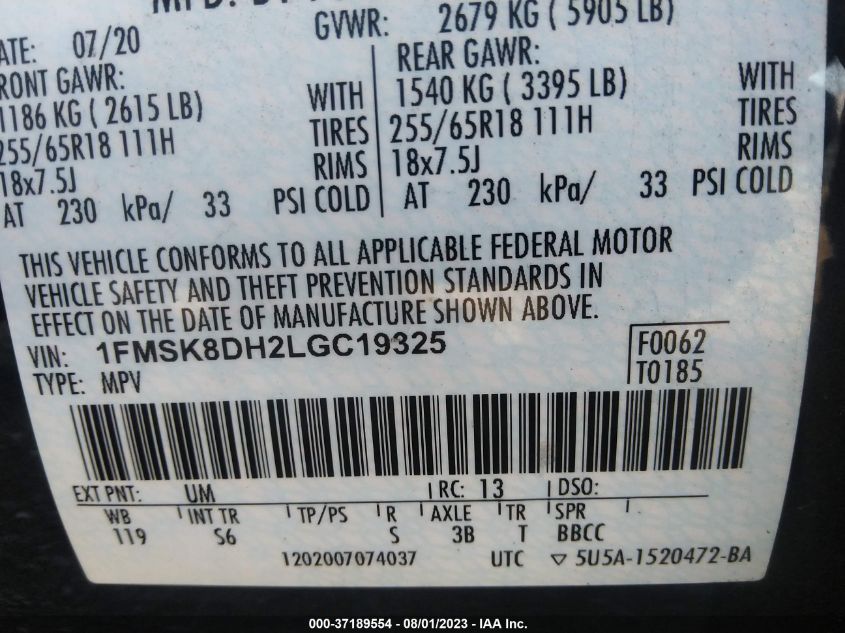 GVWR: 2679 KG ( 5905 LB)
ATE: 07/20
RONT GAWR: REAR GAWR:
1186 KG ( 2615 LB) WITH 1540 KG ( 3395 LB) WITH
255/65R18 111H TIRES 255/65R18 111H TIRES
18x7.5J RIMS 18x7.5J RIMS
AT 230 kPa/ 33 PSI COLD AT 230 kPa/ 33 PSI COLD
THIS VEHICLE CONFORMS TO ALL APPLICABLE FEDERAL MOTOR
VEHICLE SAFETY AND THEFT PREVENTION STANDARDS IN
EFFECT ON THE DATE OF MANUFACTURE SHOWN ABOVE.
VIN: 1FMSK8DH2LGC19325 F0062
TYPE: MPV T0185
EXT PNT: UM RC: 13 DSO:
WB INT TR TP/PS R AXLE TR SPR
119 S6 S 3B T BBCC
1202007074037 UTC ▽ 5U5A-1520472-BA
000-37189554 - 08/01/2023 - IAA Inc.